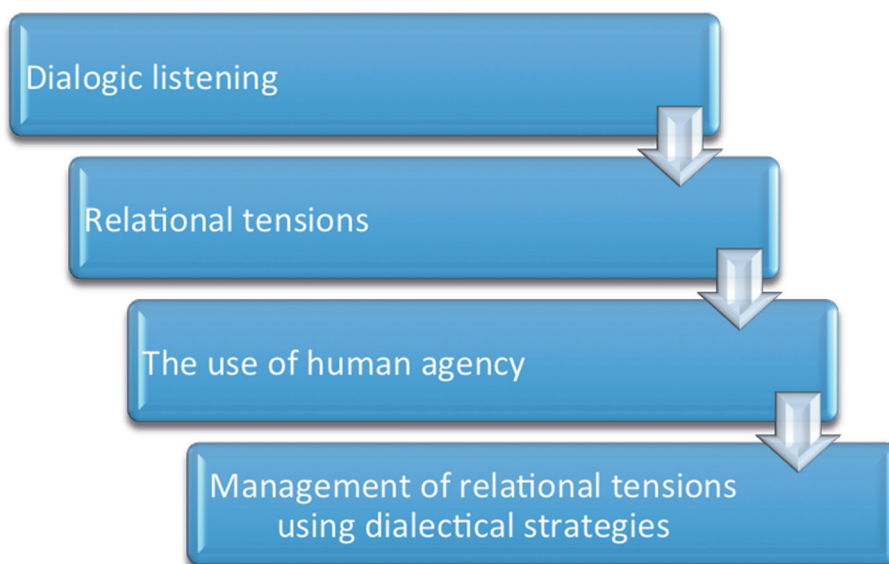 Dialogic listening
Relational tensions
The use of human agency
Management of relational tensions
using dialectical strategies